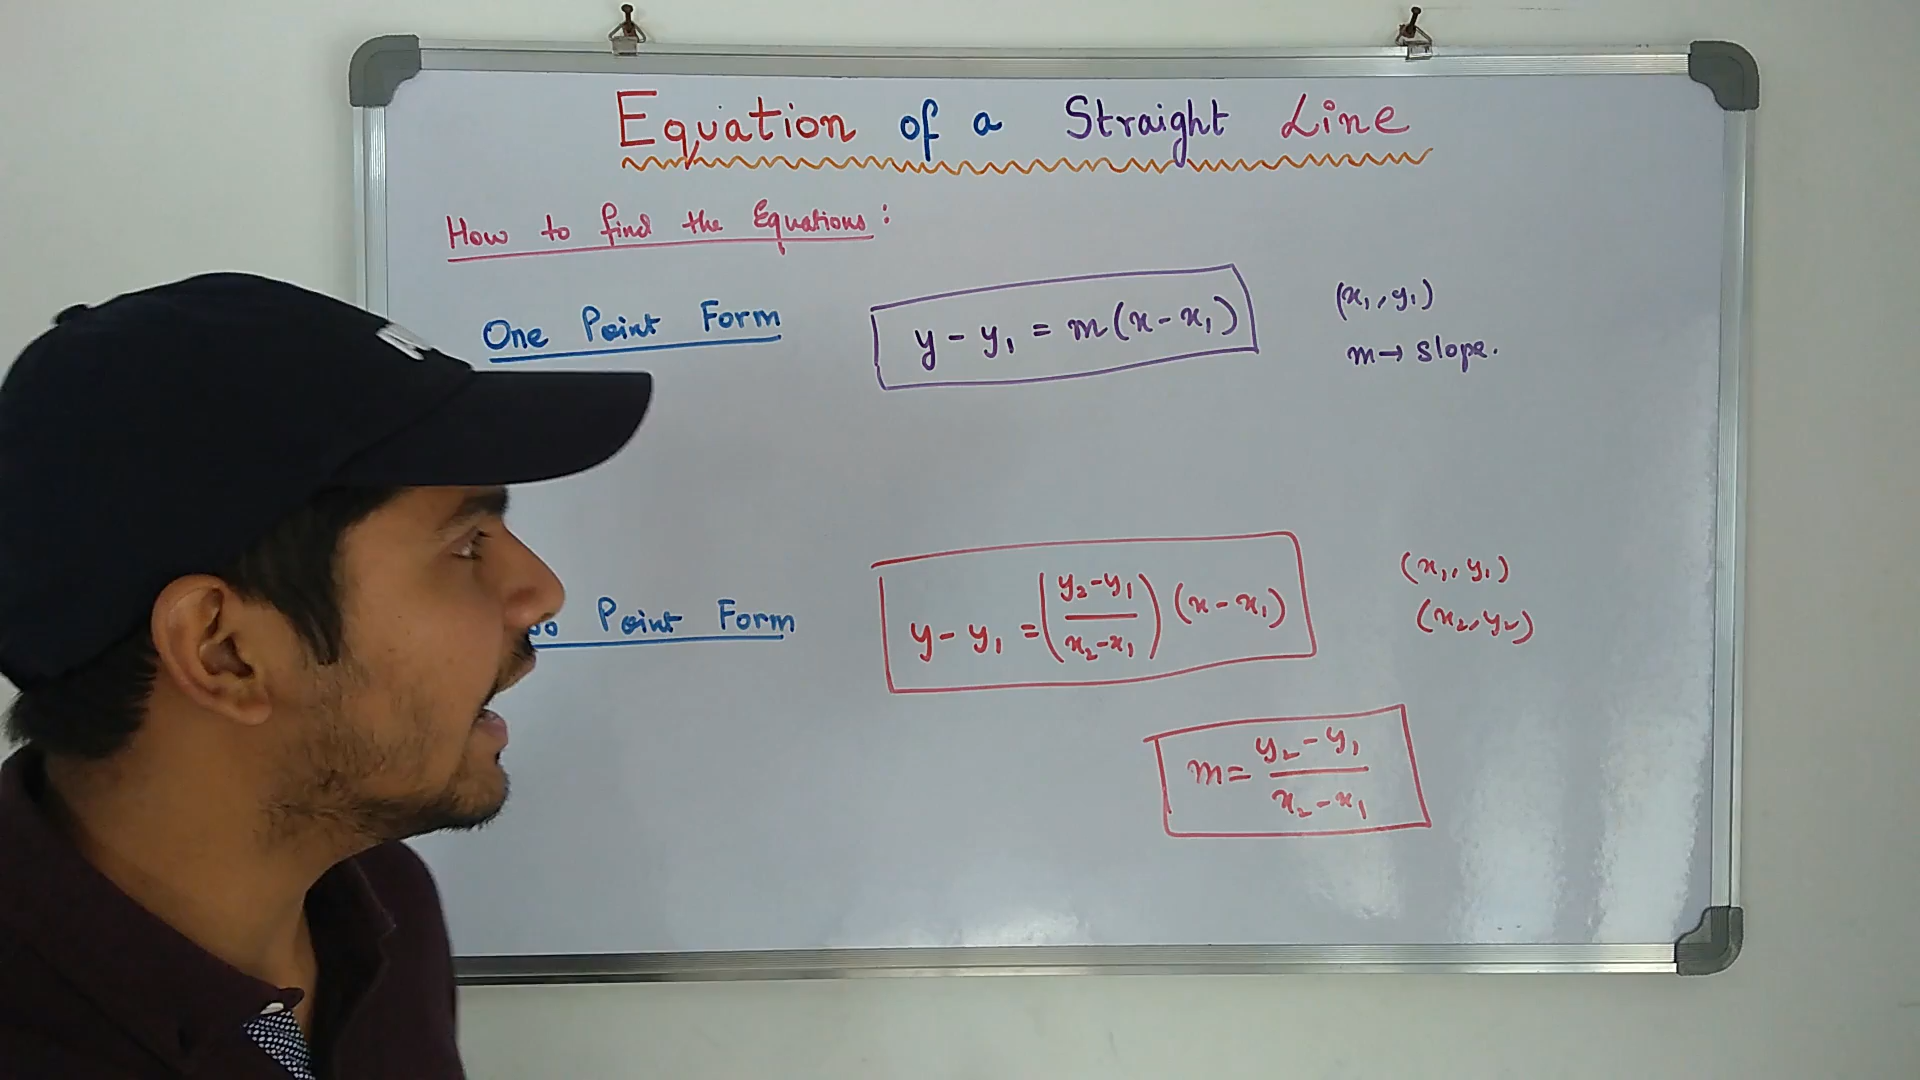 Equation of a Straight Line
How to find the Equations:
One Point Form
y - y₁ = m(x - x₁)
(x₁, y₁)
m → slope.
Point Form
y - y₁ = ((y₂ - y₁)/(x₂ - x₁)) (x - x₁)
(x₁, y₁)
(x₂, y₂)
m = (y₂ - y₁)/(x₂ - x₁)